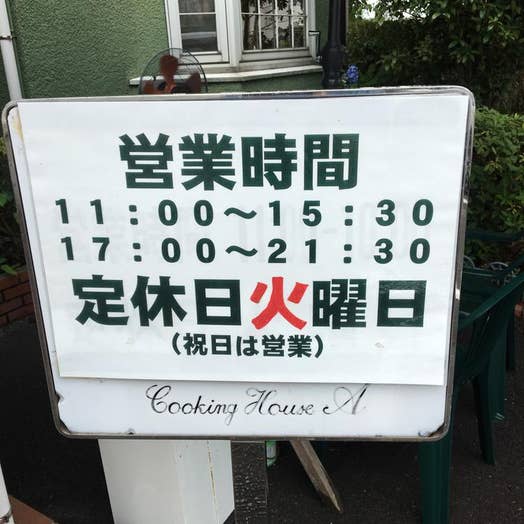 営業時間
11:00～15:30
17:00～21:30
定休日火曜日
(祝日は営業)
Cooking House A